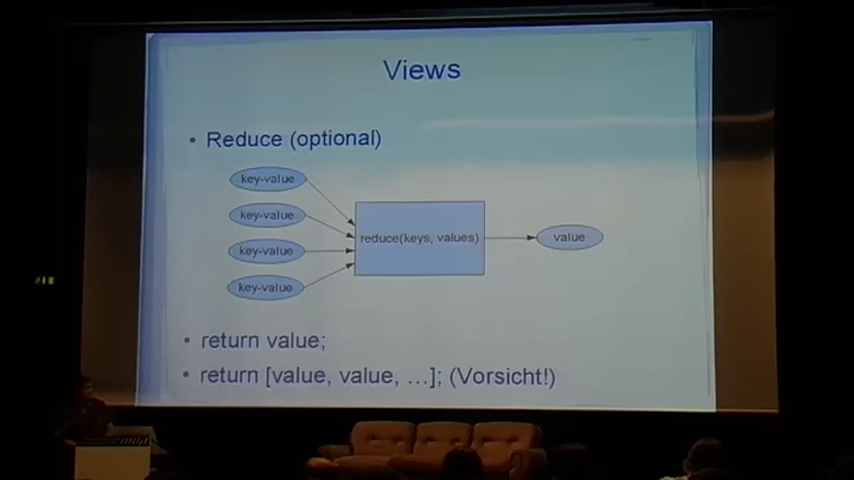 Views
• Reduce (optional)
key-value
key-value
key-value
key-value
reduce(keys, values)
value
• return value;
• return [value, value, …]; (Vorsicht!)